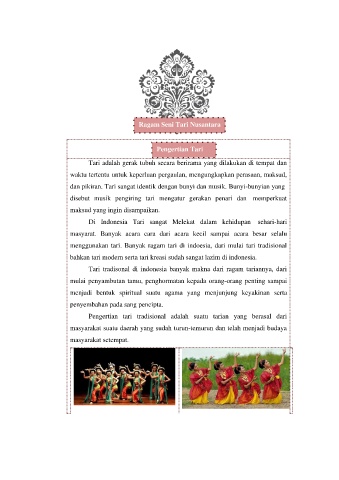 Ragam Seni Tari Nusantara
Pengertian Tari
Tari adalah gerak tubuh secara berirama yang dilakukan di tempat dan
waktu tertentu untuk keperluan pergaulan, mengungkapkan perasaan, maksud,
dan pikiran. Tari sangat identik dengan bunyi dan musik. Bunyi-bunyian yang
disebut musik pengiring tari mengatur gerakan penari dan memperkuat
maksud yang ingin disampaikan.
Di Indonesia Tari sangat Melekat dalam kehidupan sehari-hari
masyarat. Banyak acara cara dari acara kecil sampai acara besar selalu
menggunakan tari. Banyak ragam tari di indoesia, dari mulai tari tradisional
bahkan tari modern serta tari kreasi sudah sangat lazim di indonesia.
Tari tradisonal di indonesia banyak makna dari ragam tariannya, dari
mulai penyambutan tamu, penghormatan kepada orang-orang penting sampai
menjadi bentuk spiritual suatu agama yang menjunjung keyakinan serta
penyembahan pada sang pencipta.
Pengertian tari tradisional adalah suatu tarian yang berasal dari
masyarakat suatu daerah yang sudah turun-temurun dan telah menjadi budaya
masyarakat setempat.